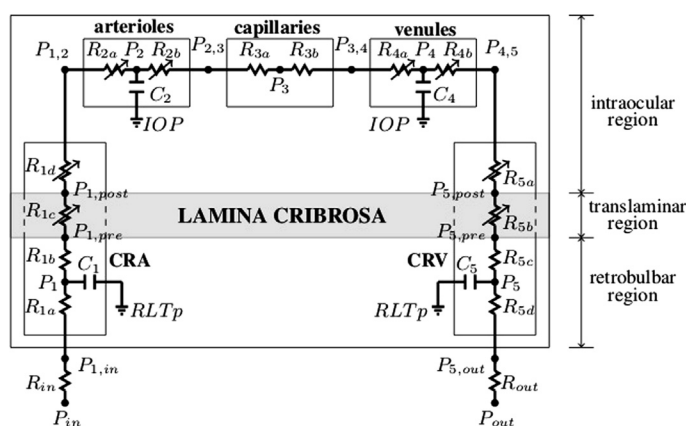 arterioles capillaries venules
P1,2 R2a P2 R2b P2,3 R3a R3b P3,4 R4a P4 R4b P4,5
P3
C2 C4
IOP IOP
intraocular
region
R1d R5a
P1,post P5,post
R1c LAMINA CRIBROSA R5b
translaminar
region
P1,pre P5,pre
R1b CRA CRV R5c
C1 C5
P1 P5
retrobulbar
region
R1a RLTp RLTp R5d
P1,in P5,out
Rin Rout
Pin Pout